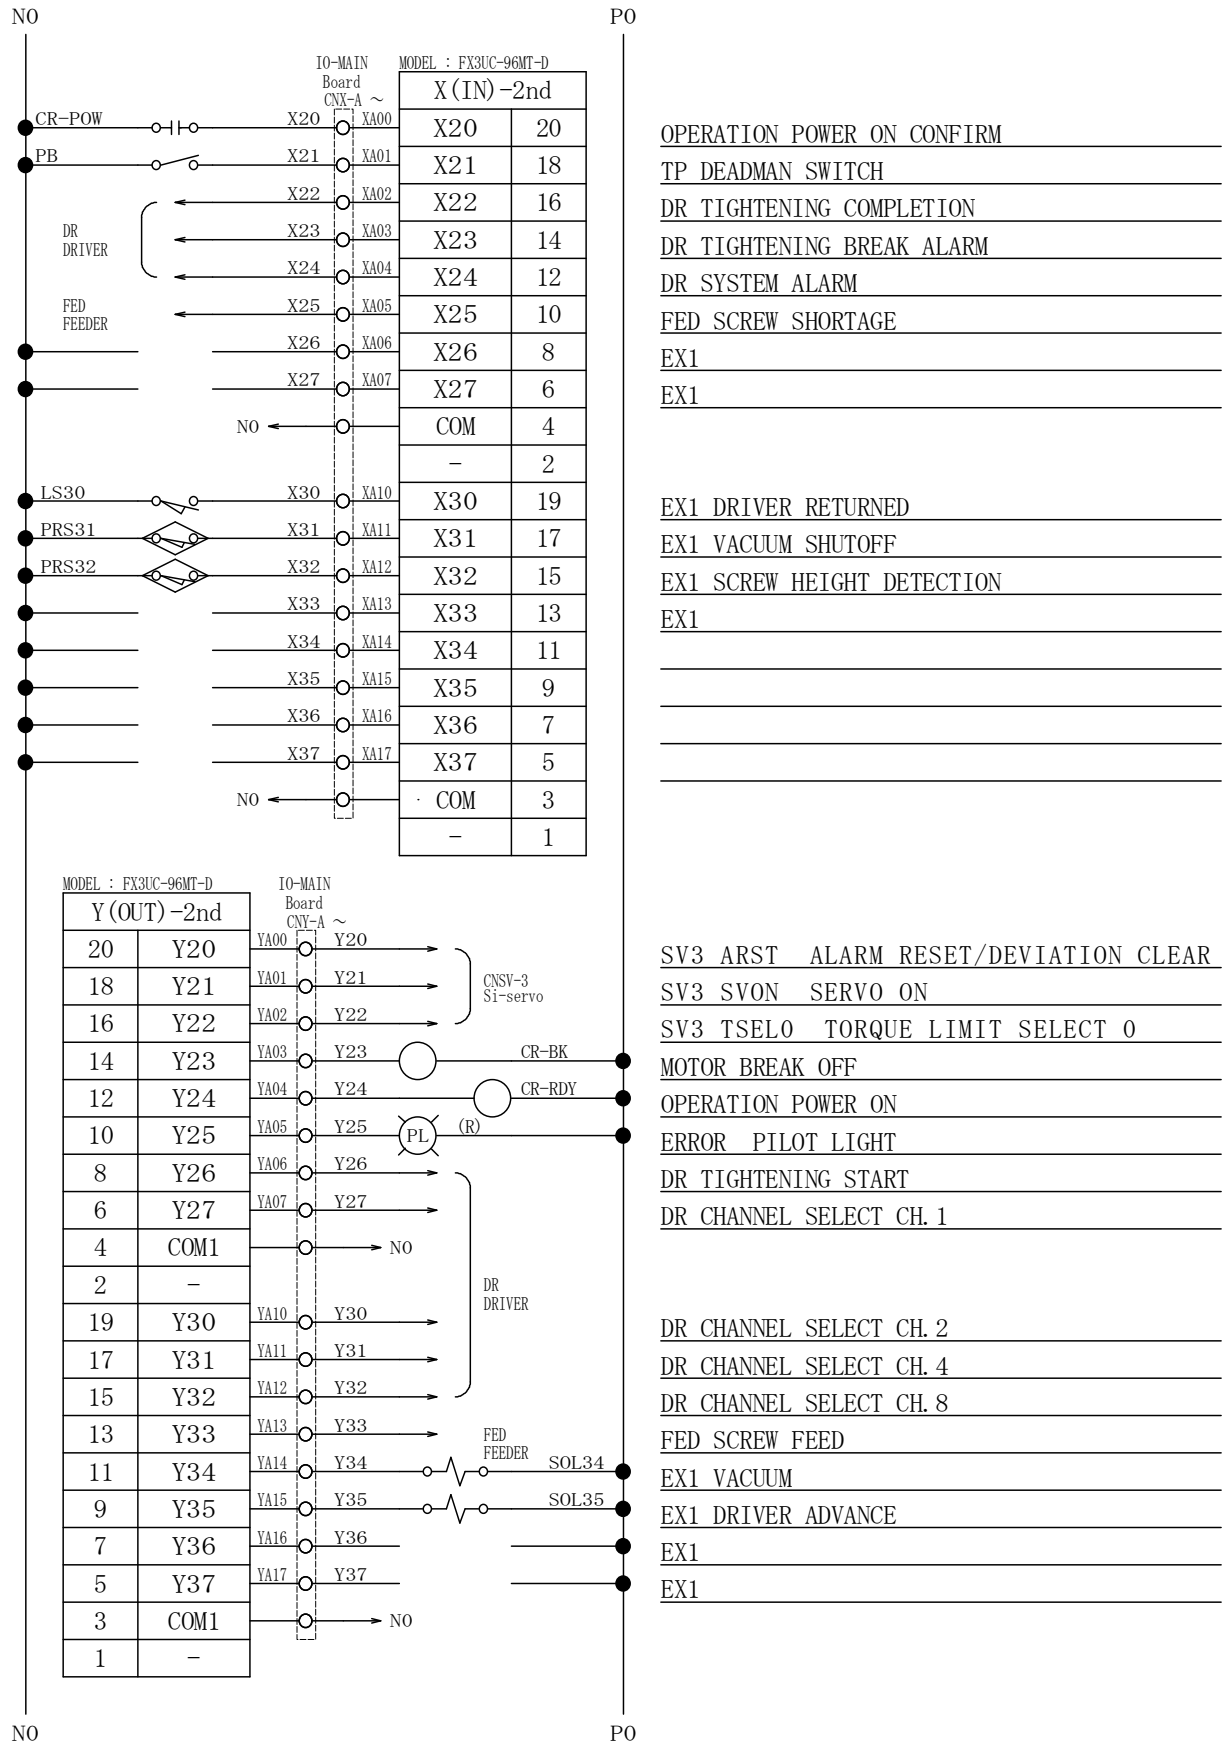 N0 P0
IO-MAIN MODEL : FX3UC-96MT-D
Board X(IN)-2nd
CNX-A ～
CR-POW X20 XA00 X20 20 OPERATION POWER ON CONFIRM
PB X21 XA01 X21 18 TP DEADMAN SWITCH
X22 XA02 X22 16 DR TIGHTENING COMPLETION
DR
DRIVER
X23 XA03 X23 14 DR TIGHTENING BREAK ALARM
X24 XA04 X24 12 DR SYSTEM ALARM
FED
FEEDER
X25 XA05 X25 10 FED SCREW SHORTAGE
X26 XA06 X26 8 EX1
X27 XA07 X27 6 EX1
N0 COM 4
- 2
LS30 X30 XA10 X30 19 EX1 DRIVER RETURNED
PRS31 X31 XA11 X31 17 EX1 VACUUM SHUTOFF
PRS32 X32 XA12 X32 15 EX1 SCREW HEIGHT DETECTION
X33 XA13 X33 13 EX1
X34 XA14 X34 11
X35 XA15 X35 9
X36 XA16 X36 7
X37 XA17 X37 5
N0 COM 3
- 1
MODEL : FX3UC-96MT-D IO-MAIN
Y(OUT)-2nd Board
CNY-A ～
20 Y20 YA00 Y20 SV3 ARST ALARM RESET/DEVIATION CLEAR
18 Y21 YA01 Y21 SV3 SVON SERVO ON
CNSV-3
Si-servo
16 Y22 YA02 Y22 SV3 TSEL0 TORQUE LIMIT SELECT 0
14 Y23 YA03 Y23 CR-BK MOTOR BREAK OFF
12 Y24 YA04 Y24 CR-RDY OPERATION POWER ON
10 Y25 YA05 Y25 PL (R) ERROR PILOT LIGHT
8 Y26 YA06 Y26 DR TIGHTENING START
6 Y27 YA07 Y27 DR CHANNEL SELECT CH.1
4 COM1 N0
2 -
DR
DRIVER
19 Y30 YA10 Y30 DR CHANNEL SELECT CH.2
17 Y31 YA11 Y31 DR CHANNEL SELECT CH.4
15 Y32 YA12 Y32 DR CHANNEL SELECT CH.8
13 Y33 YA13 Y33 FED SCREW FEED
FED
FEEDER
11 Y34 YA14 Y34 SOL34 EX1 VACUUM
9 Y35 YA15 Y35 SOL35 EX1 DRIVER ADVANCE
7 Y36 YA16 Y36 EX1
5 Y37 YA17 Y37 EX1
3 COM1 N0
1 -
N0 P0